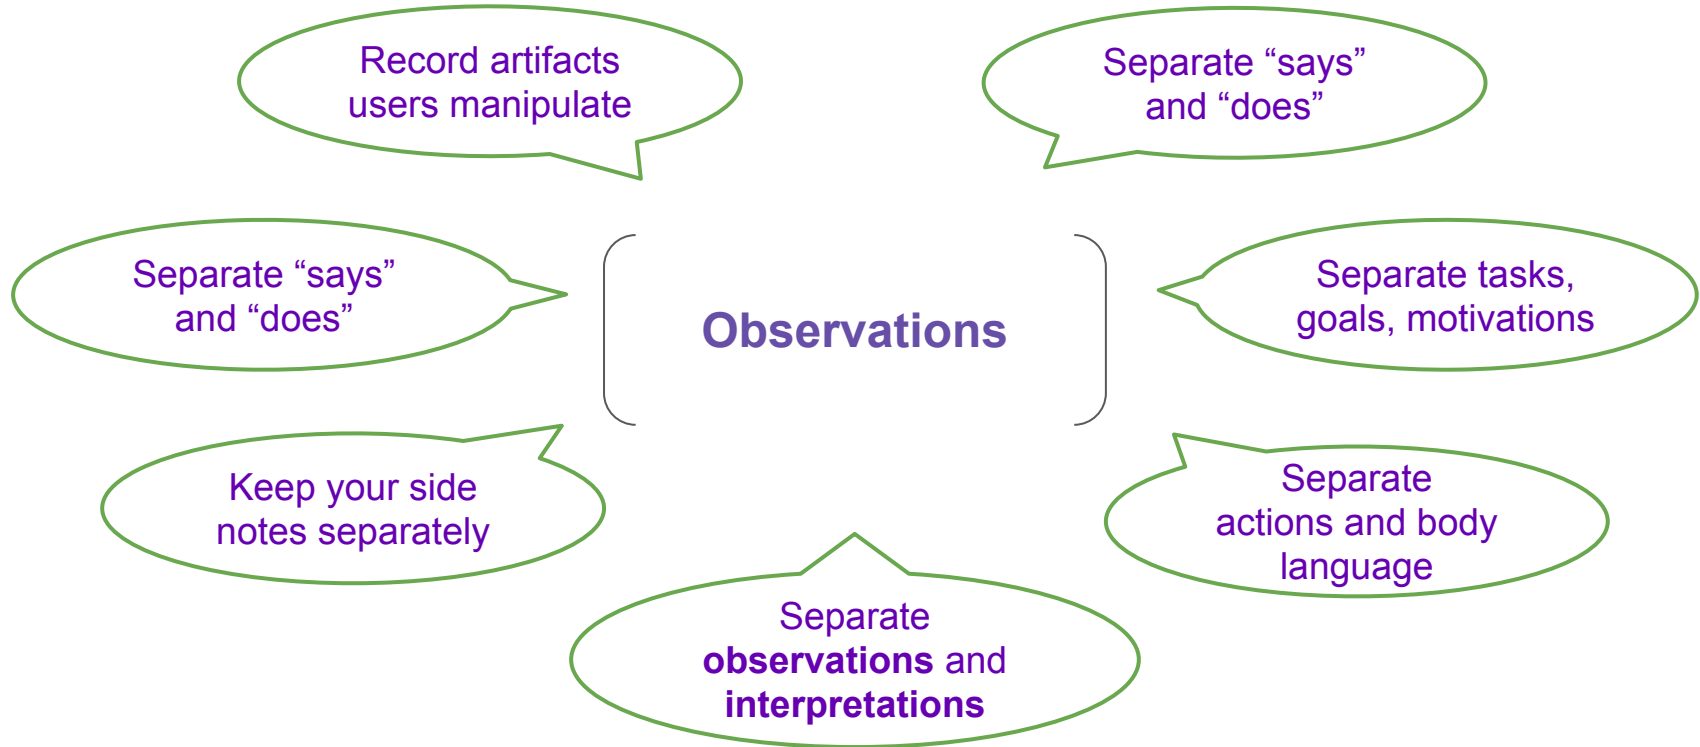 Record artifacts
users manipulate
Separate “says”
and “does”
Separate “says”
and “does”
Observations
Separate tasks,
goals, motivations
Keep your side
notes separately
Separate
actions and body
language
Separate
observations and
interpretations